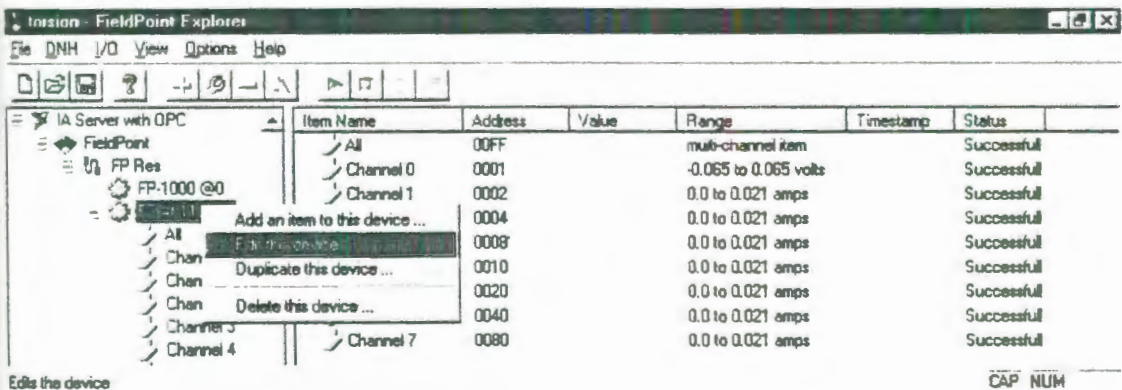 torsion - FieldPoint Explorer
File DNH I/O View Options Help
IA Server with OPC
FieldPoint
FP Res
FP-1000 @0
All
Chan
Chan
Chan
Channel 3
Channel 4
Add an item to this device ...
Edit this device
Duplicate this device ...
Delete this device ...
Item Name Address Value Range Timestamp Status
All 00FF multi-channel item Successfull
Channel 0 0001 -0.065 to 0.065 volts Successfull
Channel 1 0002 0.0 to 0.021 amps Successfull
0004 0.0 to 0.021 amps Successfull
0008 0.0 to 0.021 amps Successfull
0010 0.0 to 0.021 amps Successfull
0020 0.0 to 0.021 amps Successfull
0040 0.0 to 0.021 amps Successfull
Channel 7 0080 0.0 to 0.021 amps Successfull
Edits the device CAP NUM